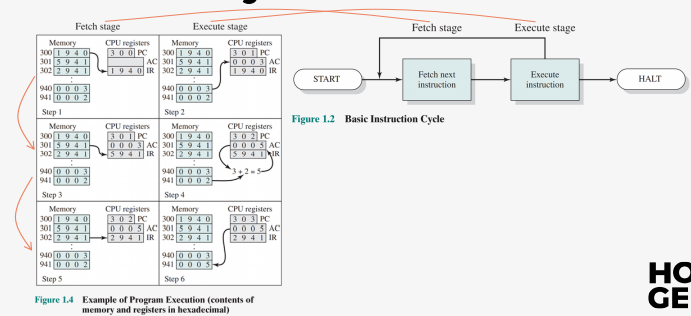 Fetch stage Execute stage
Memory CPU registers
300 1 9 4 0 3 0 0 PC
301 5 9 4 1 AC
302 2 9 4 1 1 9 4 0 IR
940 0 0 0 3
941 0 0 0 2
Step 1
Memory CPU registers
300 1 9 4 0 3 0 1 PC
301 5 9 4 1 0 0 0 3 AC
302 2 9 4 1 1 9 4 0 IR
940 0 0 0 3
941 0 0 0 2
Step 2
Memory CPU registers
300 1 9 4 0 3 0 1 PC
301 5 9 4 1 0 0 0 3 AC
302 2 9 4 1 5 9 4 1 IR
940 0 0 0 3
941 0 0 0 2
Step 3
Memory CPU registers
300 1 9 4 0 3 0 2 PC
301 5 9 4 1 0 0 0 5 AC
302 2 9 4 1 5 9 4 1 IR
940 0 0 0 3
941 0 0 0 2
3 + 2 = 5
Step 4
Memory CPU registers
300 1 9 4 0 3 0 2 PC
301 5 9 4 1 0 0 0 5 AC
302 2 9 4 1 2 9 4 1 IR
940 0 0 0 3
941 0 0 0 2
Step 5
Memory CPU registers
300 1 9 4 0 3 0 3 PC
301 5 9 4 1 0 0 0 5 AC
302 2 9 4 1 2 9 4 1 IR
940 0 0 0 3
941 0 0 0 5
Step 6
Figure 1.4 Example of Program Execution (contents of
memory and registers in hexadecimal)
Fetch stage Execute stage
START
Fetch next
instruction
Execute
instruction
HALT
Figure 1.2 Basic Instruction Cycle
HO
GE